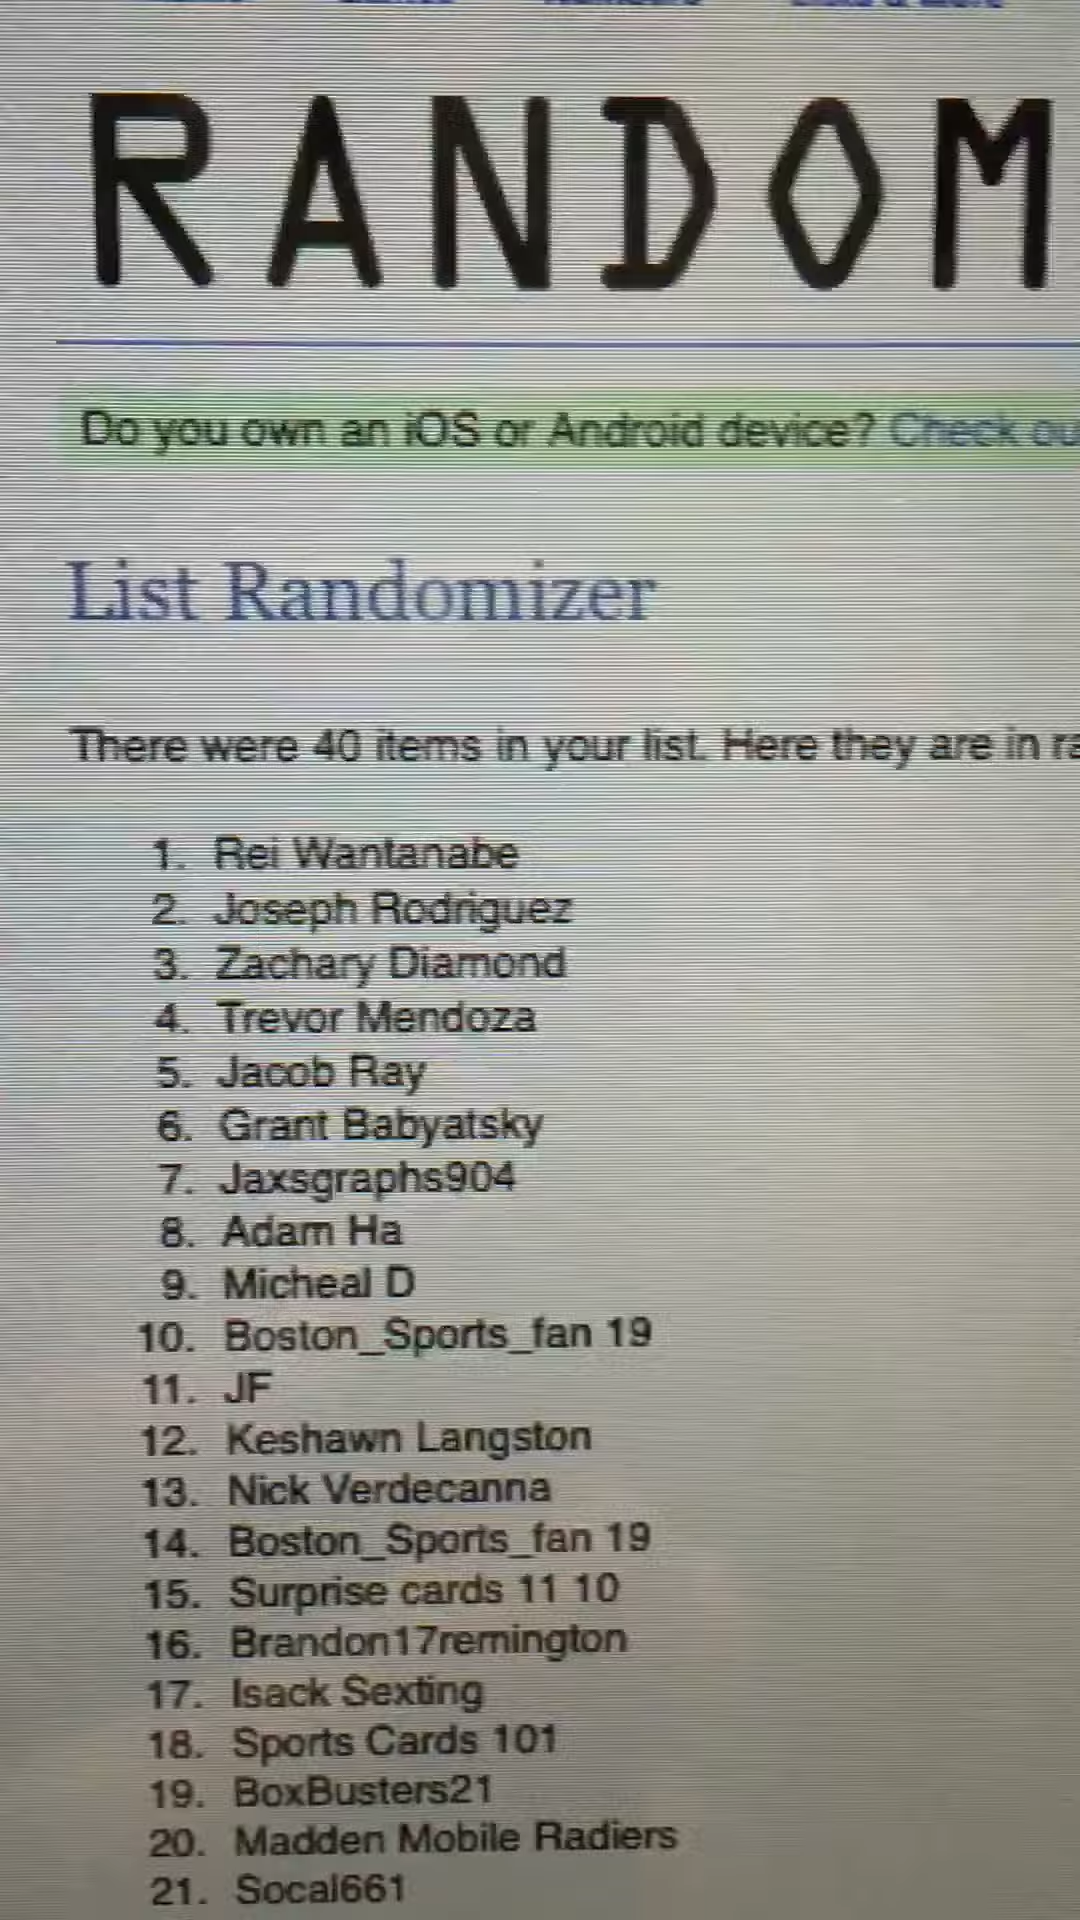 RANDOM
Do you own an iOS or Android device? Check ou
List Randomizer
There were 40 items in your list. Here they are in ra
1. Rei Wantanabe
2. Joseph Rodriguez
3. Zachary Diamond
4. Trevor Mendoza
5. Jacob Ray
6. Grant Babyatsky
7. Jaxsgraphs904
8. Adam Ha
9. Micheal D
10. Boston_Sports_fan 19
11. JF
12. Keshawn Langston
13. Nick Verdecanna
14. Boston_Sports_fan 19
15. Surprise cards 11 10
16. Brandon17remington
17. Isack Sexting
18. Sports Cards 101
19. BoxBusters21
20. Madden Mobile Radiers
21. Socal661